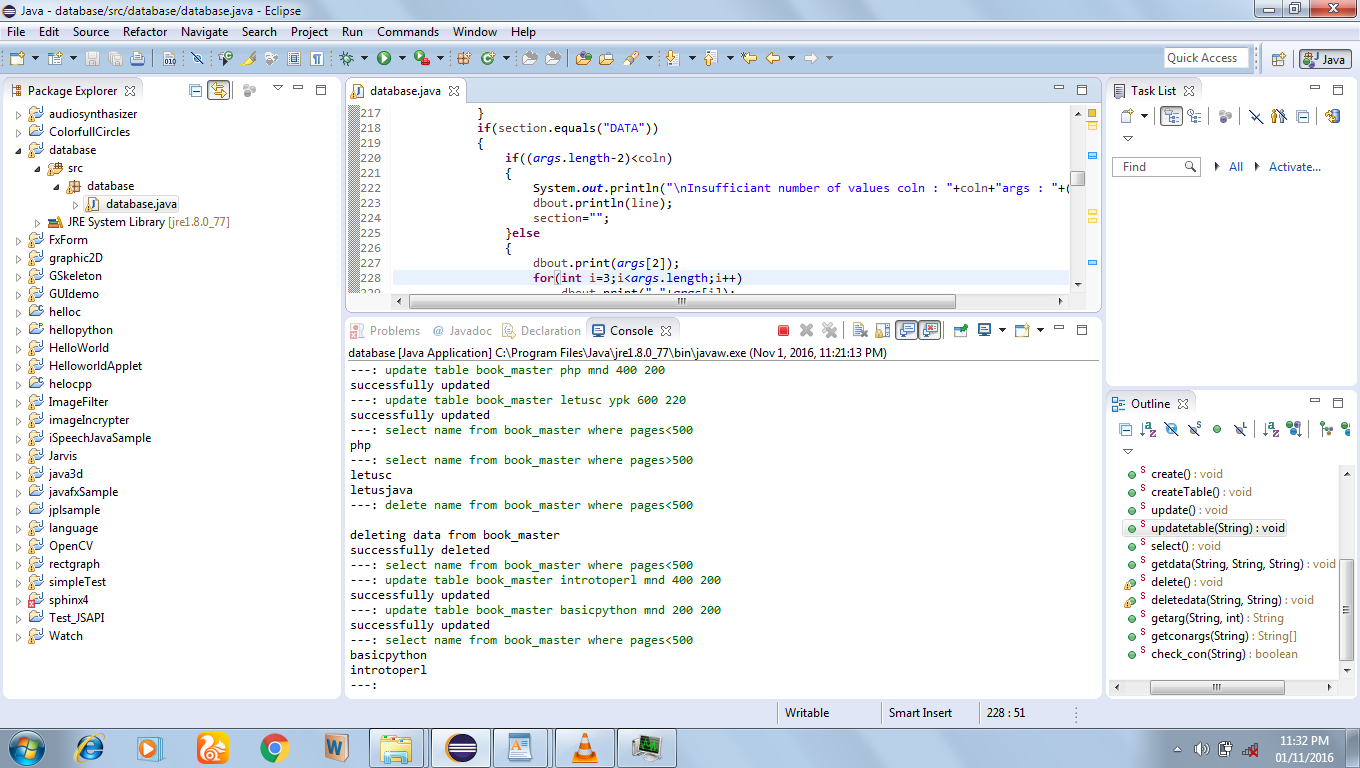 Java - database/src/database/database.java - Eclipse
File Edit Source Refactor Navigate Search Project Run Commands Window Help
Quick Access
Java
Package Explorer
audiosynthasizer
ColorfullCircles
database
src
database
database.java
JRE System Library [jre1.8.0_77]
FxForm
graphic2D
GSkeleton
GUIdemo
helloc
hellopython
HelloWorld
HelloworldApplet
helocpp
ImageFilter
imageIncrypter
iSpeechJavaSample
Jarvis
java3d
javafxSample
jplsample
language
OpenCV
rectgraph
simpleTest
sphinx4
Test_JSAPI
Watch
database.java
217 }
218 if(section.equals("DATA"))
219 {
220 if((args.length-2)<coln)
221 {
222 System.out.println("\nInsufficiant number of values coln : "+coln+"args : "+(
223 dbout.println(line);
224 section="";
225 }else
226 {
227 dbout.print(args[2]);
228 for(int i=3;i<args.length;i++)
Problems @ Javadoc Declaration Console
database [Java Application] C:\Program Files\Java\jre1.8.0_77\bin\javaw.exe (Nov 1, 2016, 11:21:13 PM)
---: update table book_master php mnd 400 200
successfully updated
---: update table book_master letusc ypk 600 220
successfully updated
---: select name from book_master where pages<500
php
---: select name from book_master where pages>500
letusc
letusjava
---: delete name from book_master where pages<500
deleting data from book_master
successfully deleted
---: select name from book_master where pages<500
---: update table book_master introtoperl mnd 400 200
successfully updated
---: update table book_master basicpython mnd 200 200
successfully updated
---: select name from book_master where pages<500
basicpython
introtoperl
---:
Task List
Find All Activate...
Outline
create() : void
createTable() : void
update() : void
updatetable(String) : void
select() : void
getdata(String, String, String) : void
delete() : void
deletedata(String, String) : void
getarg(String, int) : String
getconargs(String) : String[]
check_con(String) : boolean
Writable Smart Insert 228 : 51
11:32 PM
01/11/2016